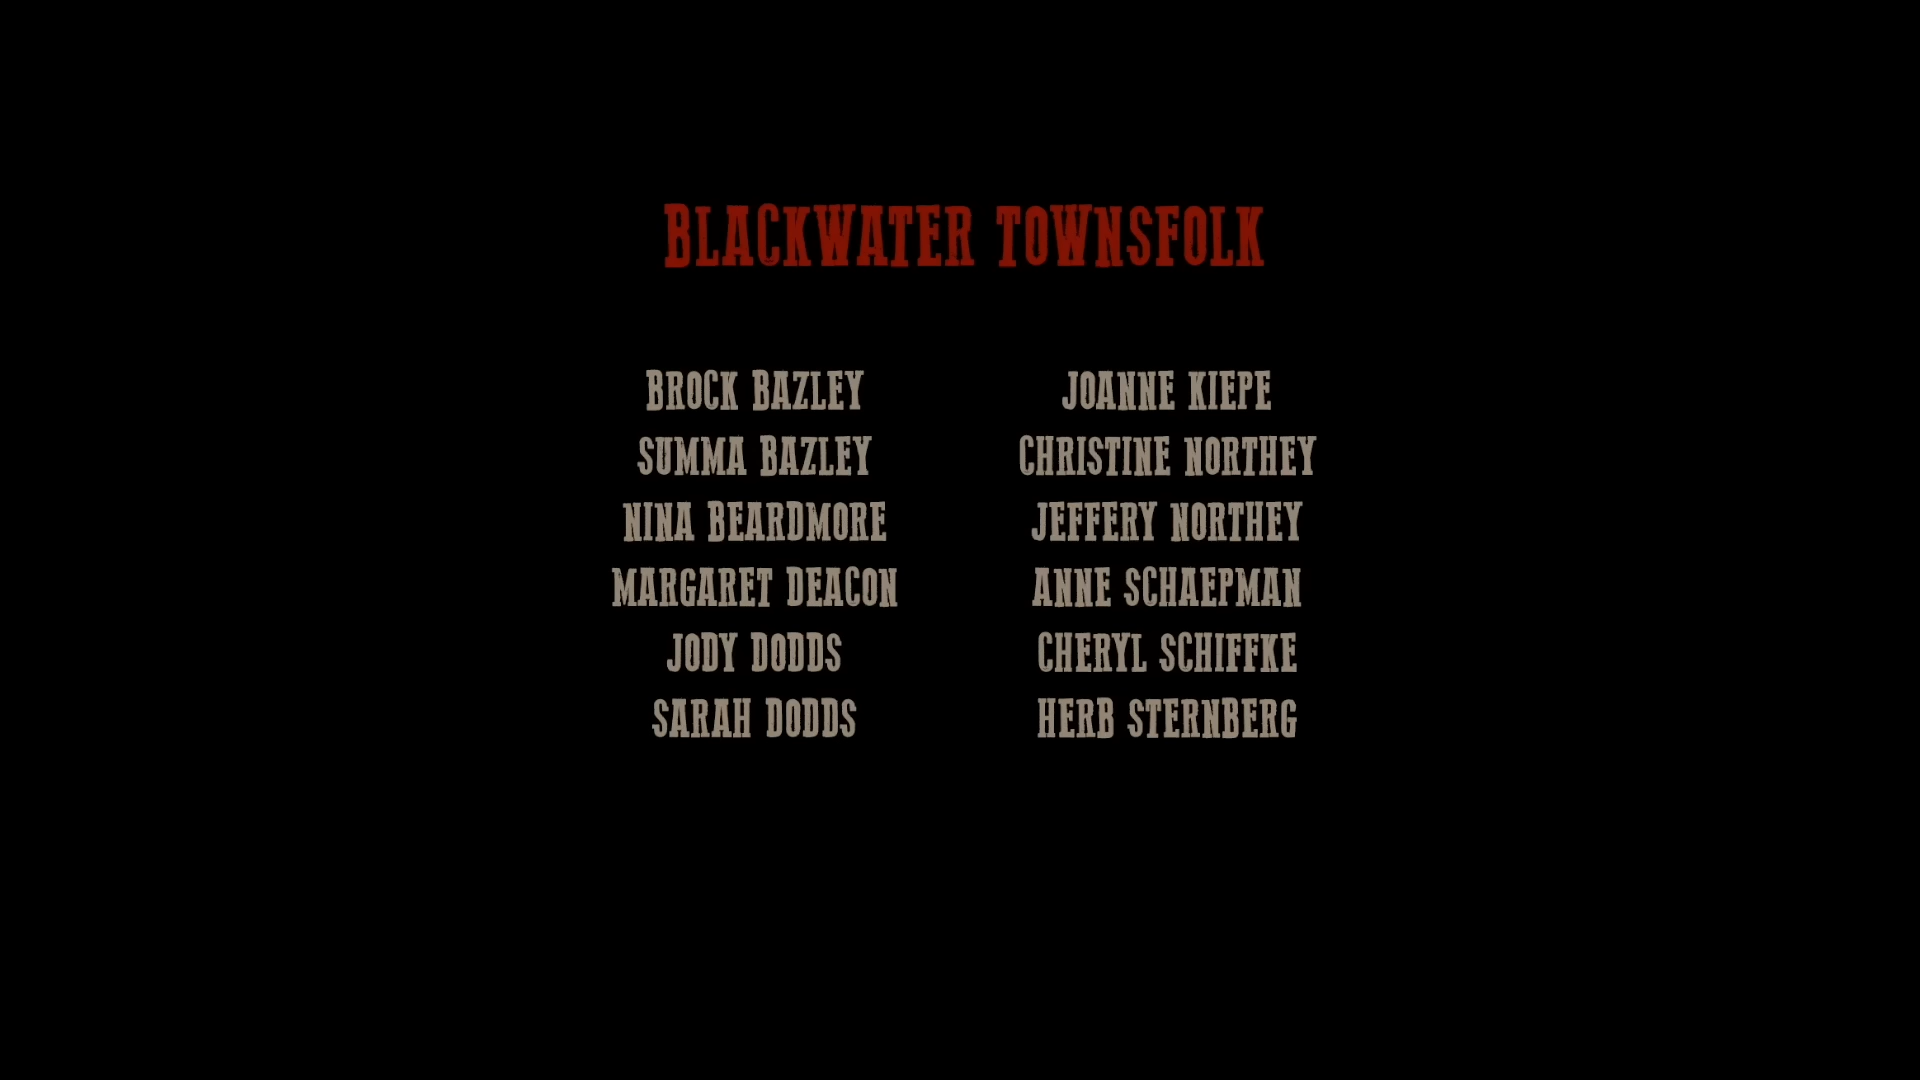 BLACKWATER TOWNSFOLK
BROCK BAZLEY
SUMMA BAZLEY
NINA BEARDMORE
MARGARET DEACON
JODY DODDS
SARAH DODDS
JOANNE KIEPE
CHRISTINE NORTHEY
JEFFERY NORTHEY
ANNE SCHAEPMAN
CHERYL SCHIFFKE
HERB STERNBERG